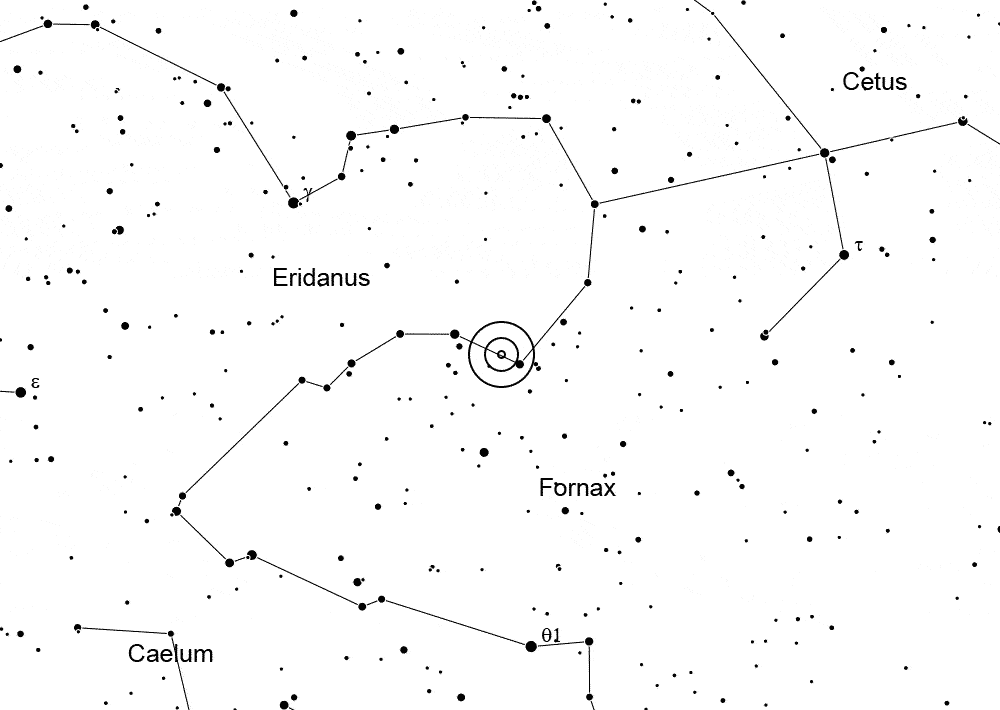 Cetus
γ
τ
Eridanus
ε
Fornax
θ1
Caelum